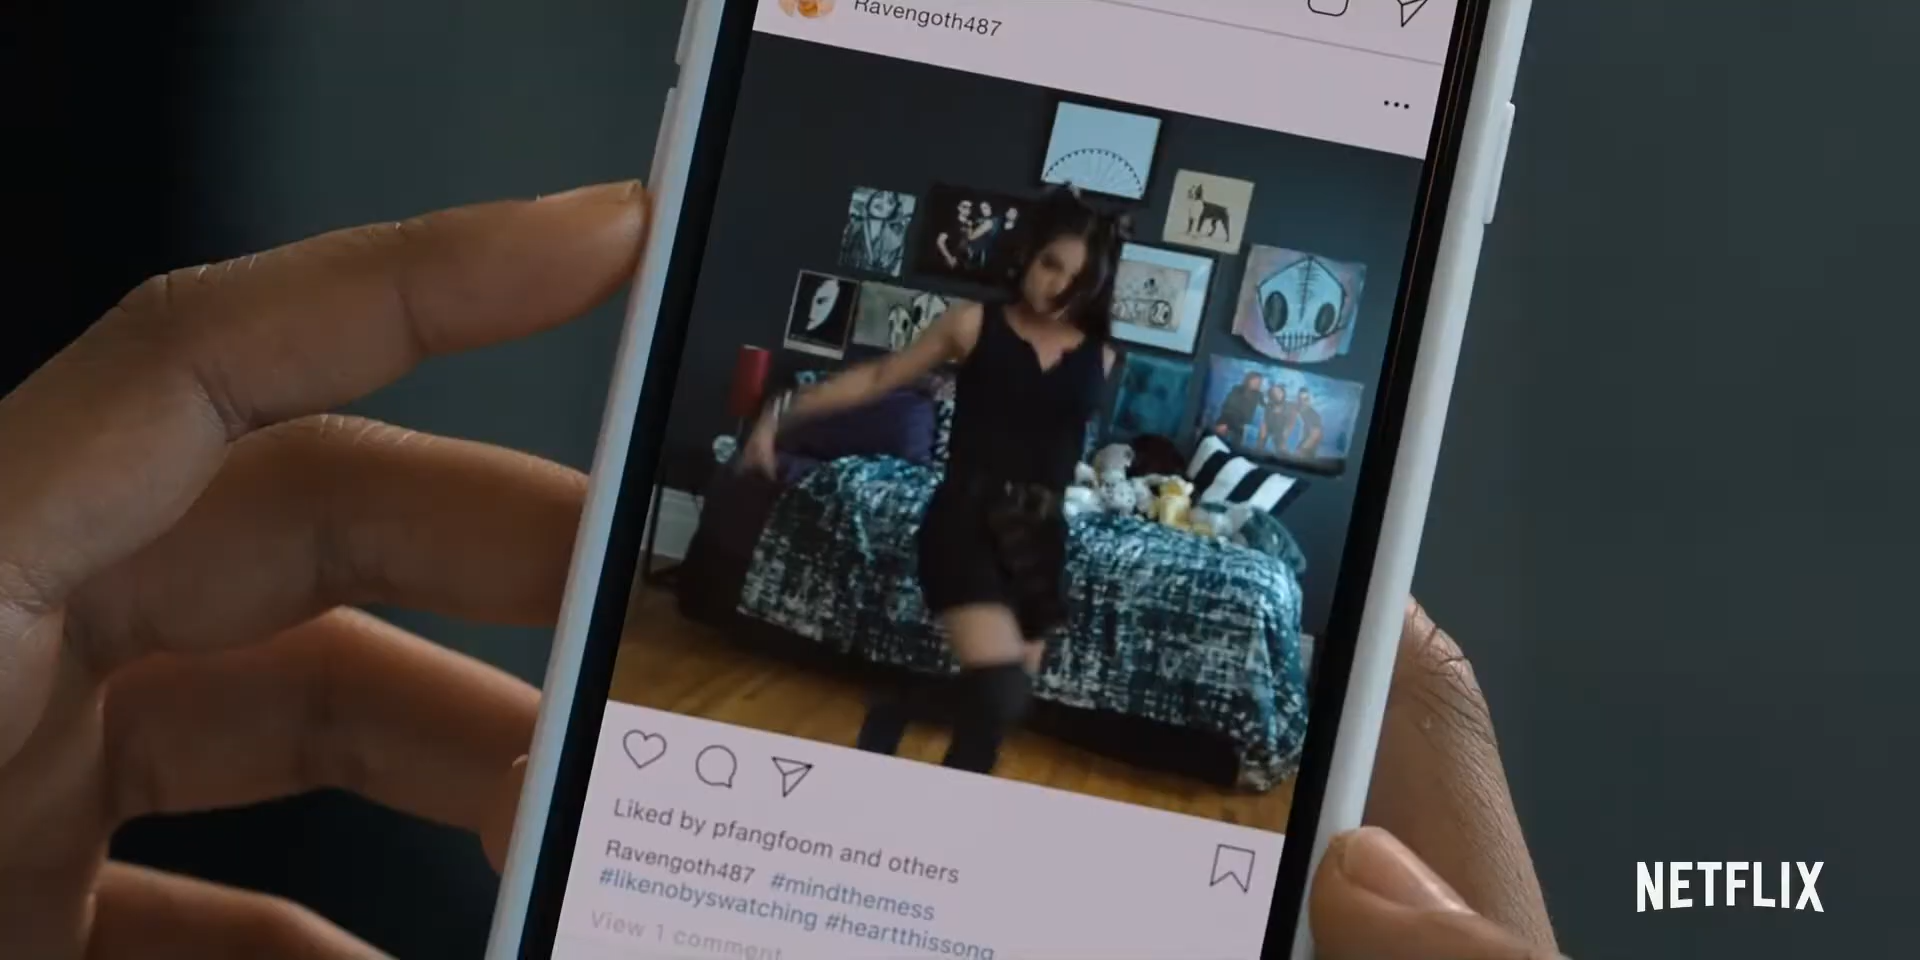 Ravengoth487
Liked by pfangfoom and others
Ravengoth487 #mindthemess
#likenobyswatching #heartthissong
View 1 comment
NETFLIX